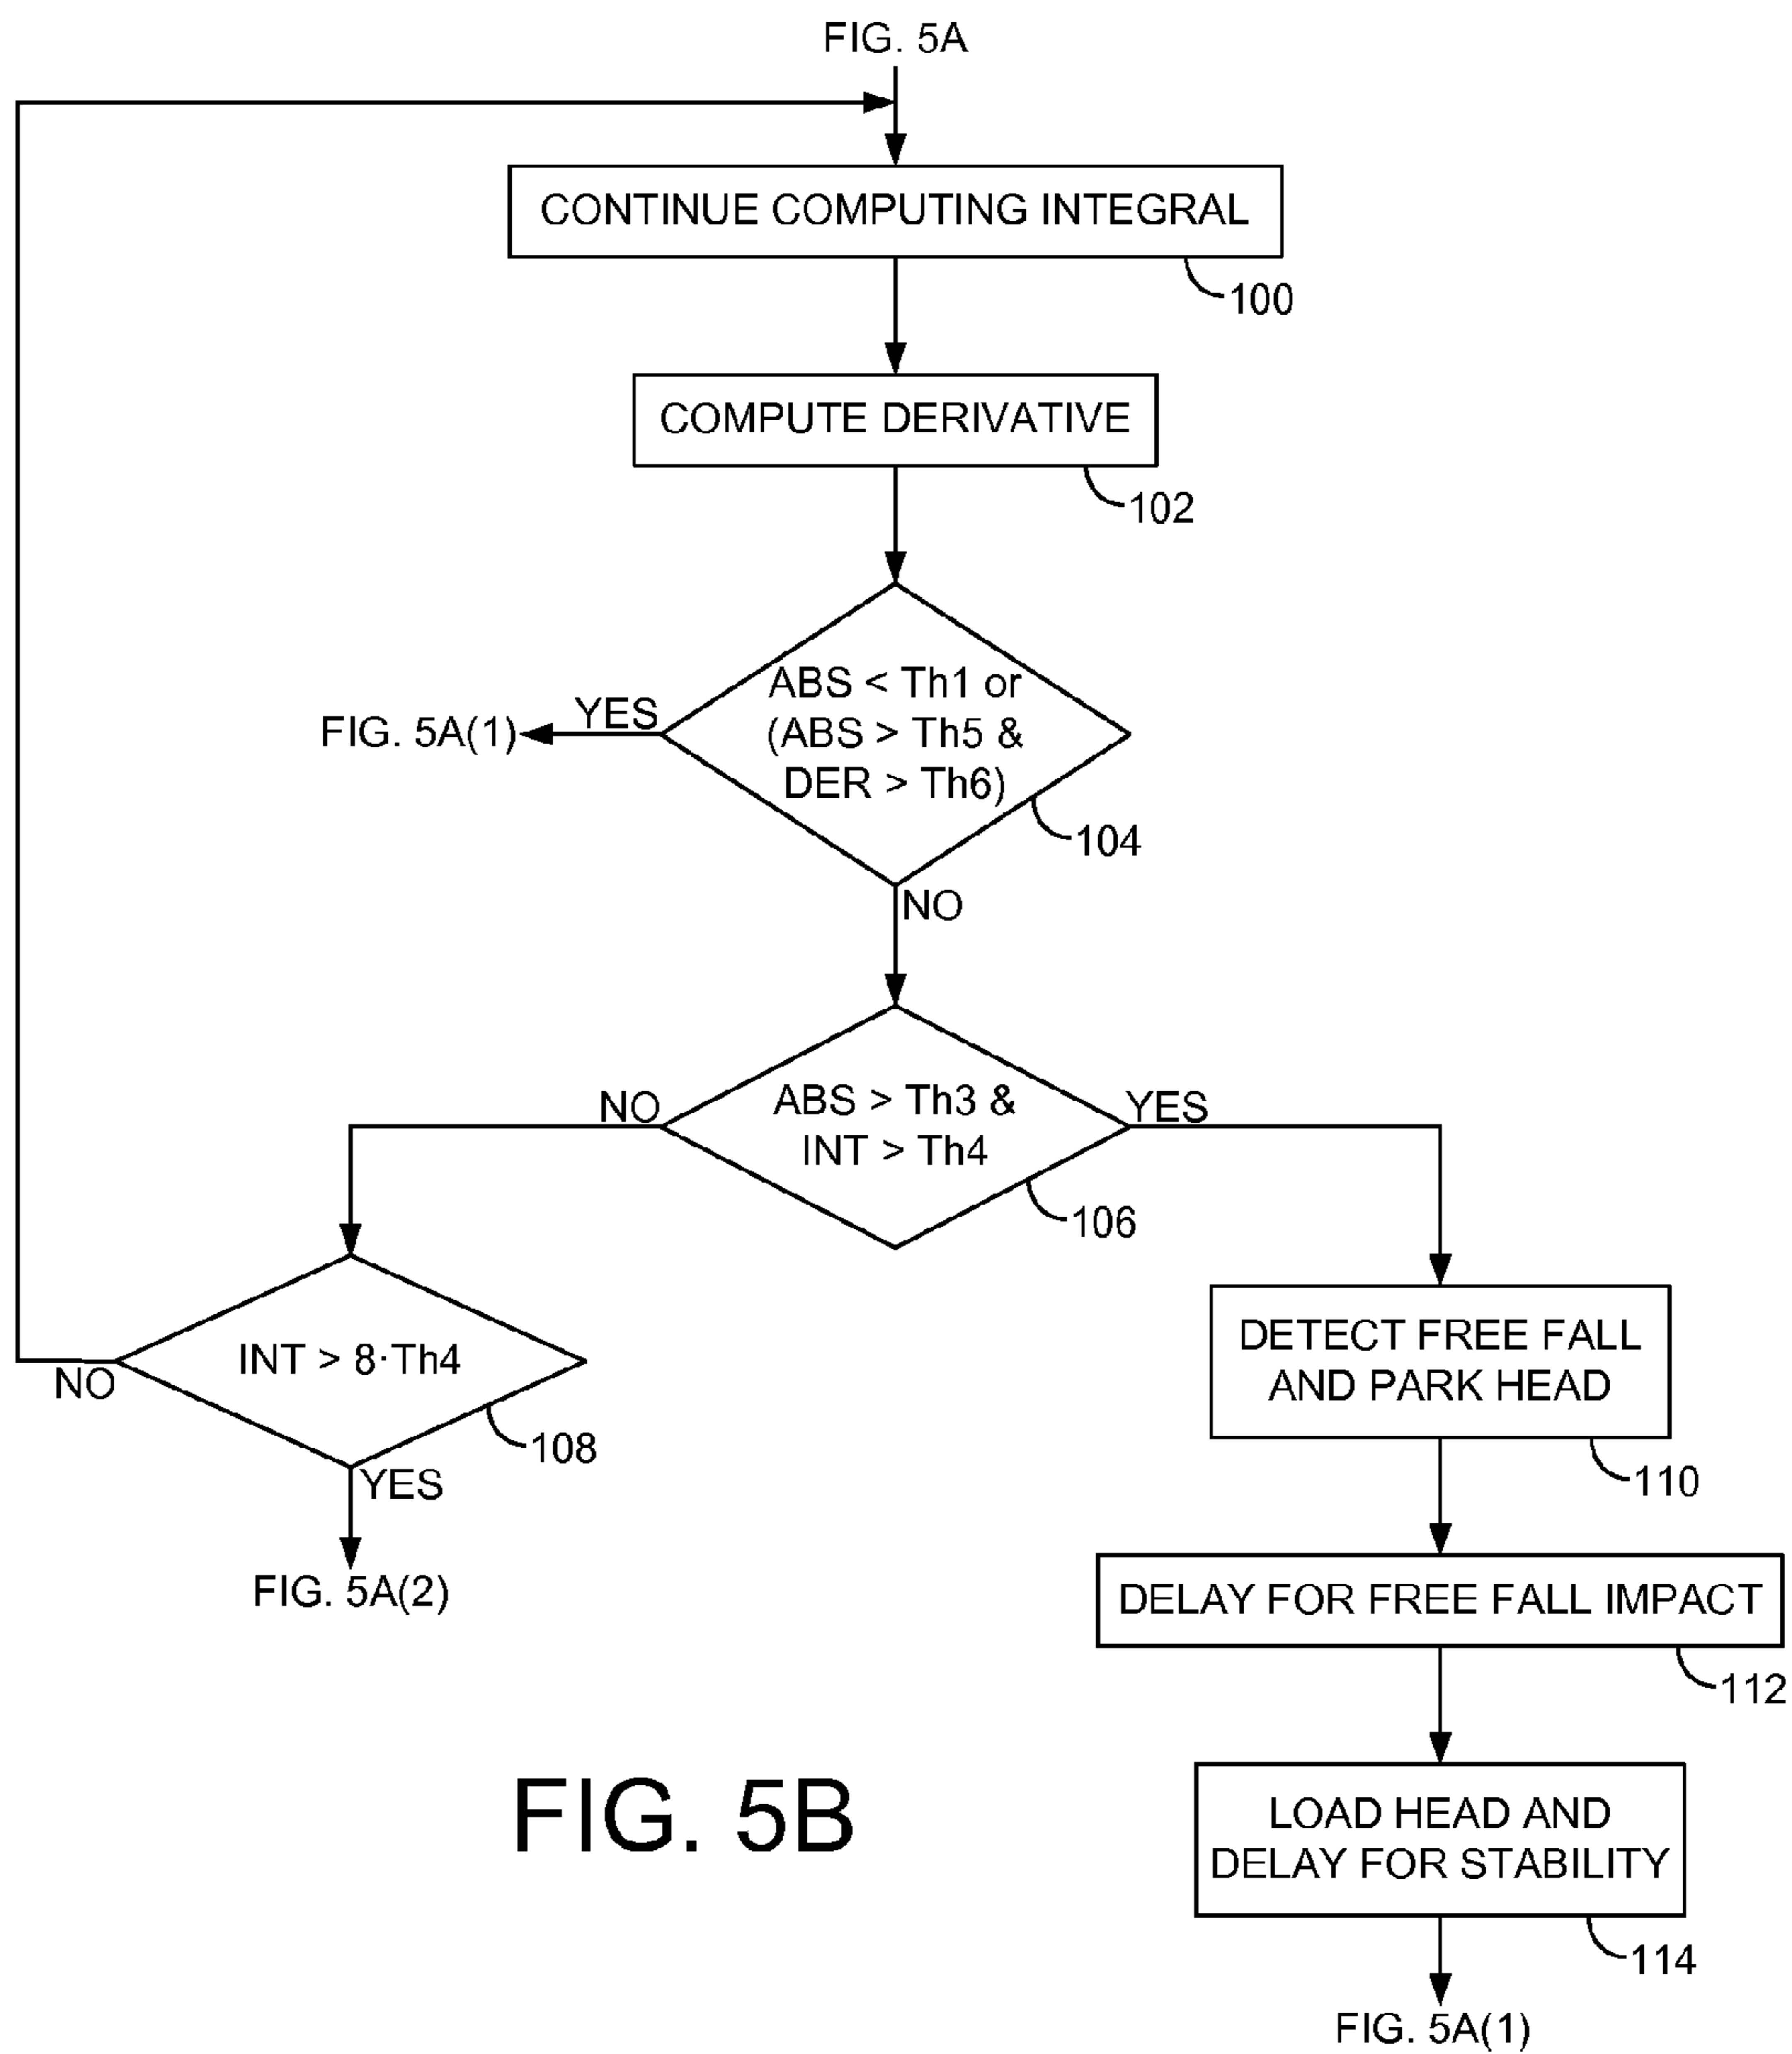 FIG. 5A
CONTINUE COMPUTING INTEGRAL
100
COMPUTE DERIVATIVE
102
ABS < Th1 or
(ABS > Th5 &
DER > Th6)
104
YES
FIG. 5A(1)
NO
ABS > Th3 &
INT > Th4
106
NO
YES
INT > 8·Th4
108
NO
YES
FIG. 5A(2)
DETECT FREE FALL
AND PARK HEAD
110
DELAY FOR FREE FALL IMPACT
112
LOAD HEAD AND
DELAY FOR STABILITY
114
FIG. 5A(1)
FIG. 5B